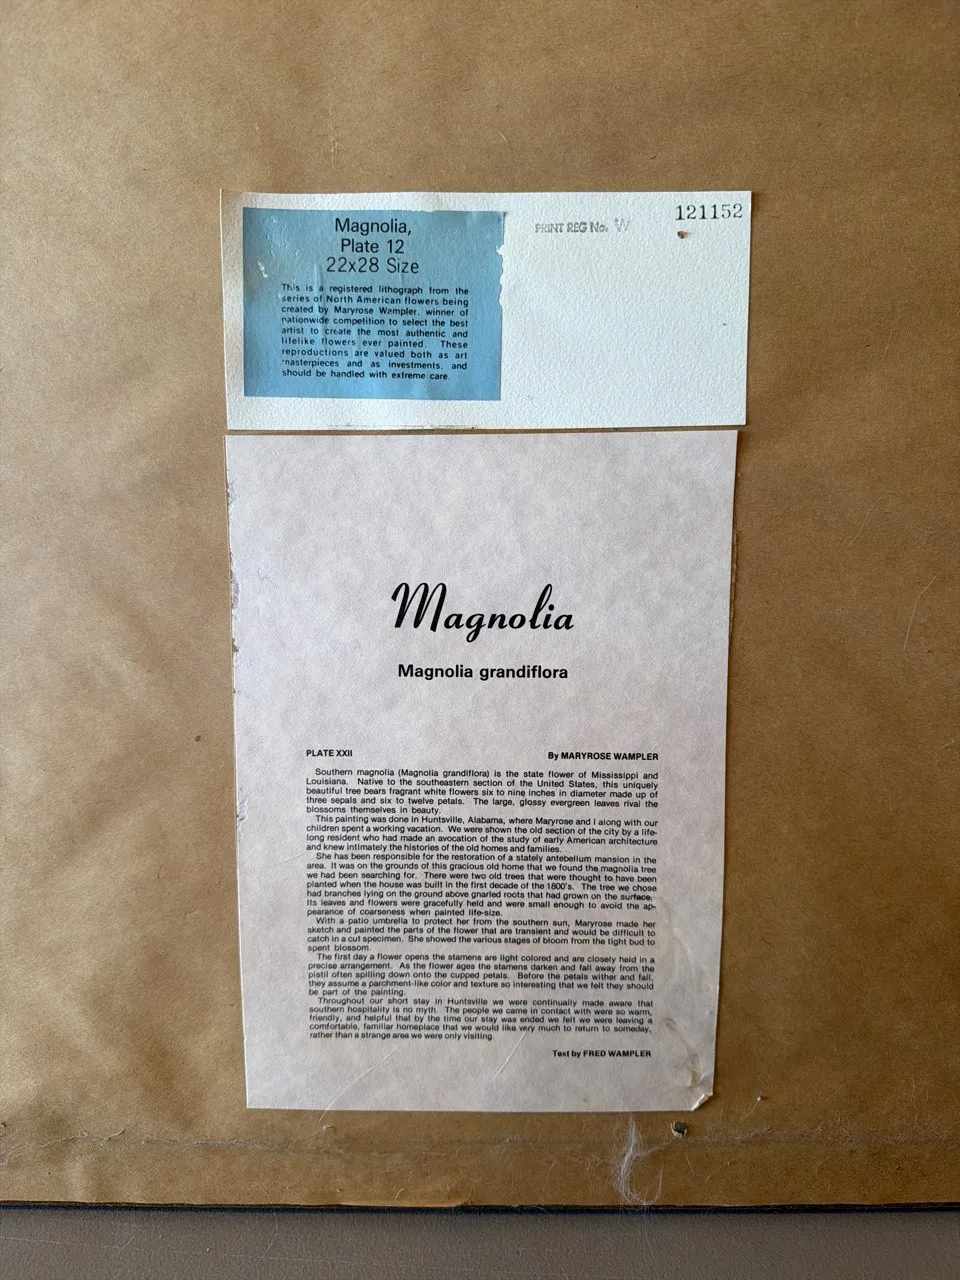 121152
PRINT REG No. W
Magnolia,
Plate 12
22x28 Size
This is a registered lithograph from the
series of North American flowers being
created by Maryrose Wampler, winner of
nationwide competition to select the best
artist to create the most authentic and
lifelike flowers ever painted. These
reproductions are valued both as art
masterpieces and as investments, and
should be handled with extreme care.
Magnolia
Magnolia grandiflora
PLATE XXII
By MARYROSE WAMPLER
Southern magnolia (Magnolia grandiflora) is the state flower of Mississippi and
Louisiana. Native to the southeastern section of the United States, this uniquely
beautiful tree bears fragrant white flowers six to nine inches in diameter made up of
three sepals and six to twelve petals. The large, glossy evergreen leaves rival the
blossoms themselves in beauty.
This painting was done in Huntsville, Alabama, where Maryrose and I along with our
children spent a working vacation. We were shown the old section of the city by a life-
long resident who had made an avocation of the study of early American architecture
and knew intimately the histories of the old homes and families.
She has been responsible for the restoration of a stately antebellum mansion in the
area. It was on the grounds of this gracious old home that we found the magnolia tree
we had been searching for. There were two old trees that were thought to have been
planted when the house was built in the first decade of the 1800's. The tree we chose
had branches lying on the ground above gnarled roots that had grown on the surface.
Its leaves and flowers were gracefully held and were small enough to avoid the ap-
pearance of coarseness when painted life-size.
With a patio umbrella to protect her from the southern sun, Maryrose made her
sketch and painted the parts of the flower that are transient and would be difficult to
catch in a cut specimen. She showed the various stages of bloom from the tight bud to
spent blossom.
The first day a flower opens the stamens are light colored and are closely held in a
precise arrangement. As the flower ages the stamens darken and fall away from the
pistil often spilling down onto the cupped petals. Before the petals wither and fall,
they assume a parchment-like color and texture so interesting that we felt they should
be part of the painting.
Throughout our short stay in Huntsville we were continually made aware that
southern hospitality is no myth. The people we came in contact with were so warm,
friendly, and helpful that by the time our stay was ended we felt we were leaving a
comfortable, familiar homeplace that we would like very much to return to someday,
rather than a strange area we were only visiting.
Text by FRED WAMPLER